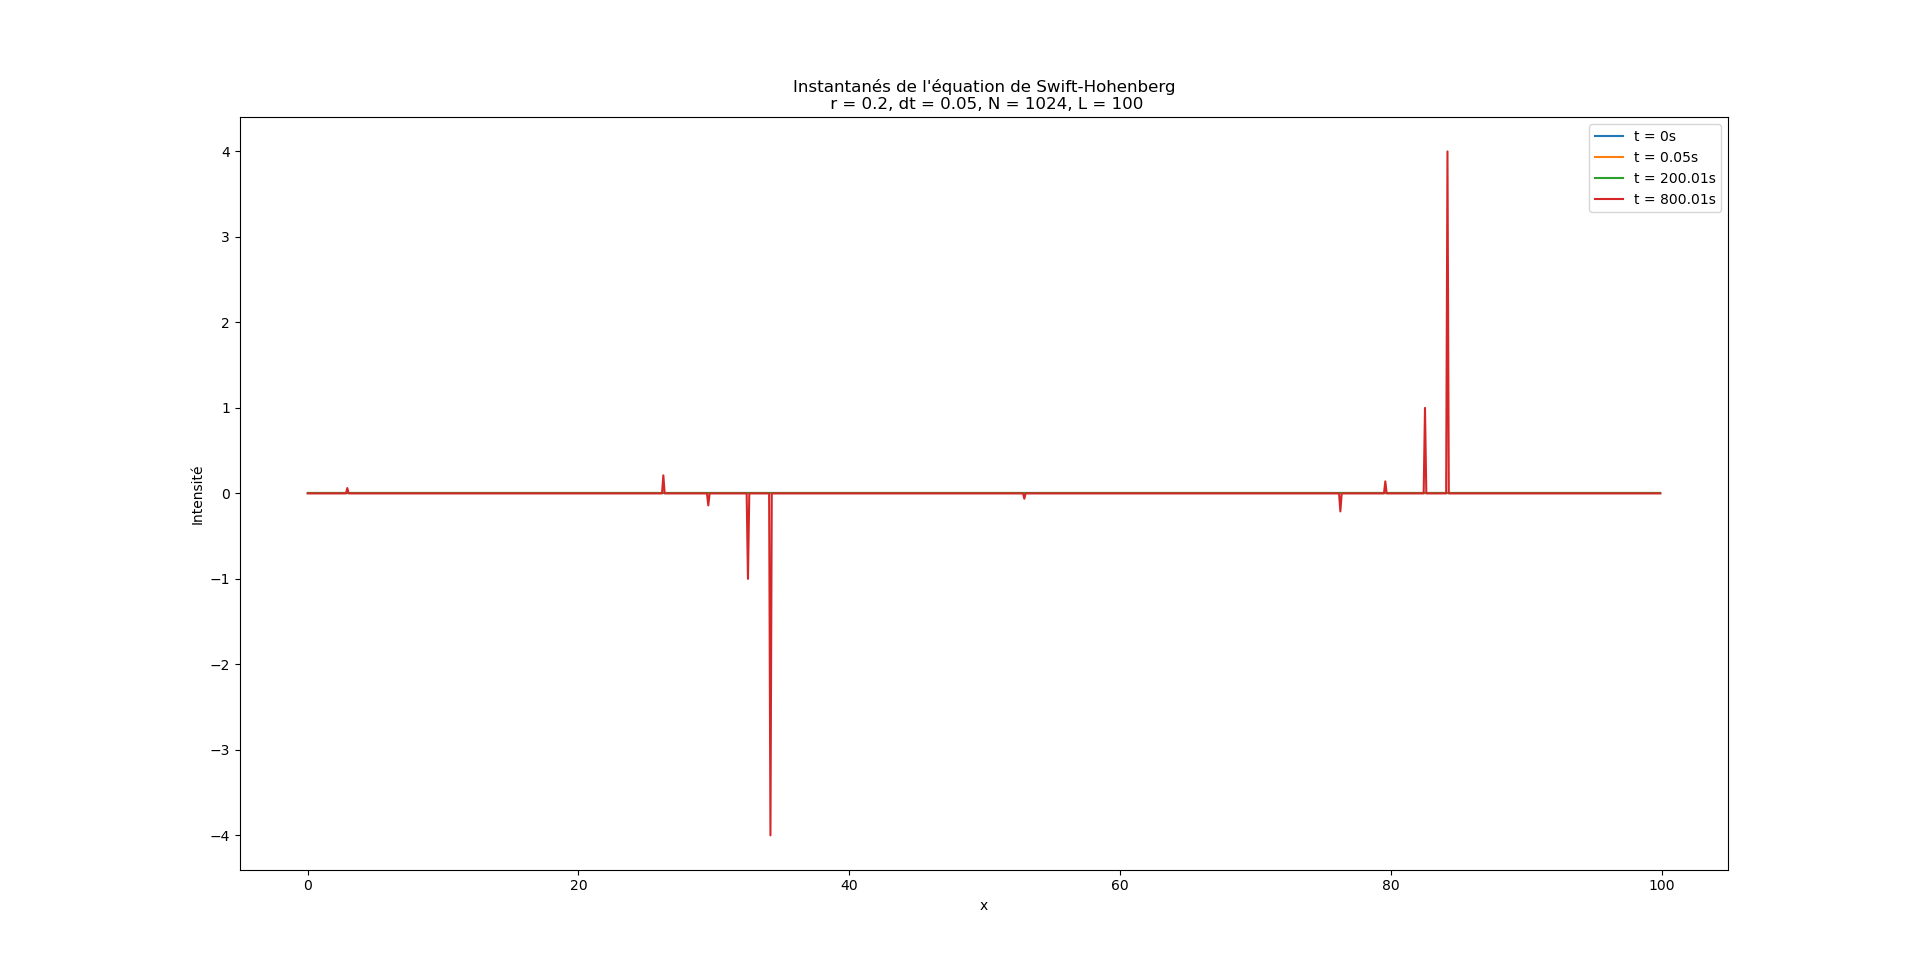 Instantanés de l'équation de Swift-Hohenberg
r = 0.2, dt = 0.05, N = 1024, L = 100
t = 0s
t = 0.05s
t = 200.01s
t = 800.01s
4
3
2
1
0
−1
−2
−3
−4
Intensité
0 20 40 60 80 100
x